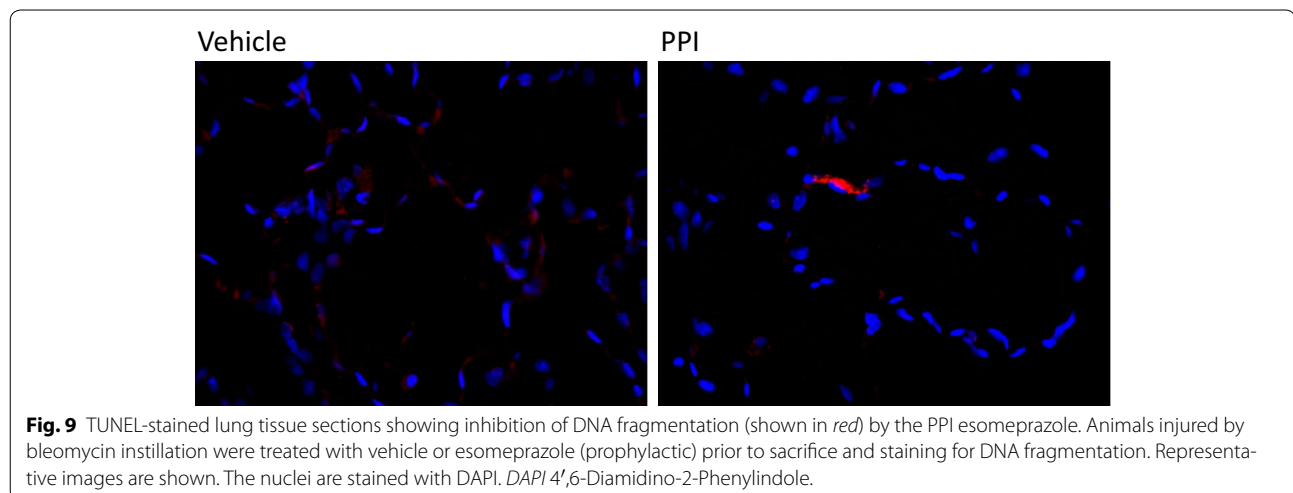 Vehicle
PPI
Fig. 9 TUNEL-stained lung tissue sections showing inhibition of DNA fragmentation (shown in red) by the PPI esomeprazole. Animals injured by
bleomycin instillation were treated with vehicle or esomeprazole (prophylactic) prior to sacrifice and staining for DNA fragmentation. Representa-
tive images are shown. The nuclei are stained with DAPI. DAPI 4′,6-Diamidino-2-Phenylindole.